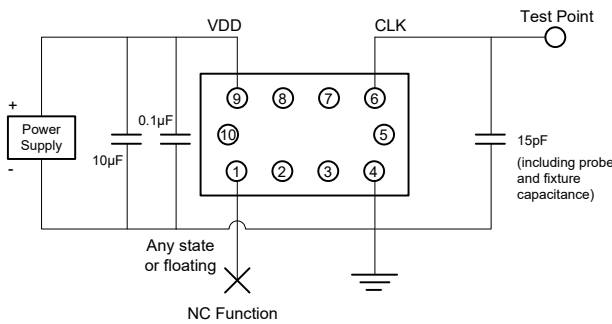 Test Point
VDD
CLK
+
Power
Supply
-
10µF
0.1µF
9
8
7
6
10
5
1
2
3
4
15pF
(including probe
and fixture
capacitance)
Any state
or floating
NC Function